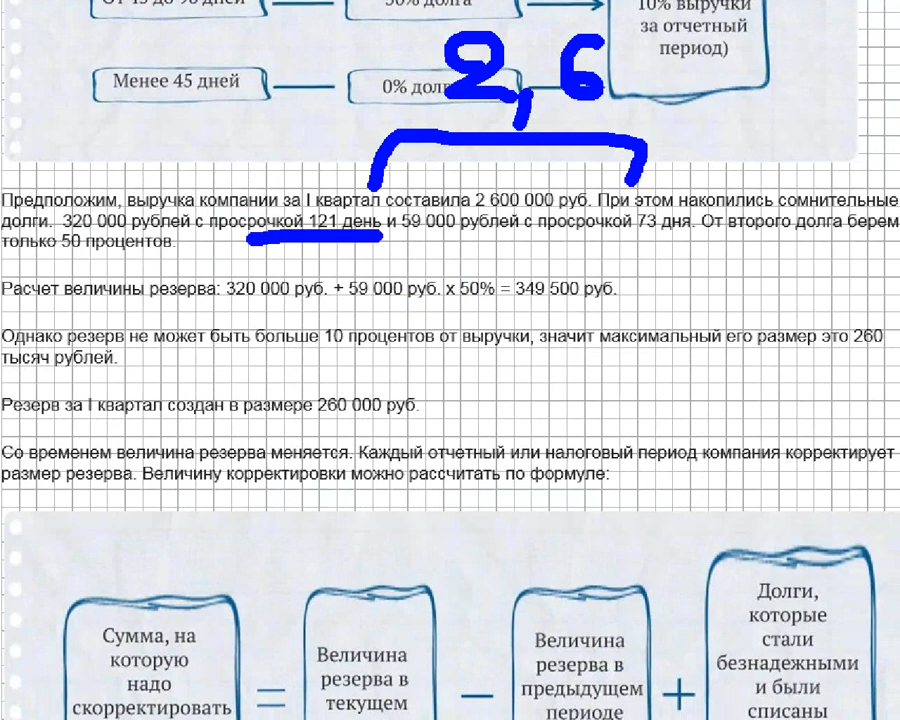 От 45 до 90 дней
50% долга
10% выручки
за отчетный
период)
2,6
Менее 45 дней
0%
Предположим, выручка компании за I квартал составила 2 600 000 руб. При этом накопились сомнительные
долги. 320 000 рублей с просрочкой 121 день и 59 000 рублей с просрочкой 73 дня. От второго долга берем
только 50 процентов.
Расчет величины резерва: 320 000 руб. + 59 000 руб. х 50% = 349 500 руб.
Однако резерв не может быть больше 10 процентов от выручки, значит максимальный его размер это 260
тысяч рублей.
Резерв за I квартал создан в размере 260 000 руб.
Со временем величина резерва меняется. Каждый отчетный или налоговый период компания корректирует
размер резерва. Величину корректировки можно рассчитать по формуле:
Сумма, на
которую
надо
скорректировать
=
Величина
резерва в
текущем
–
Величина
резерва в
предыдущем
периоде
+
Долги,
которые
стали
безнадежными
и были
списаны